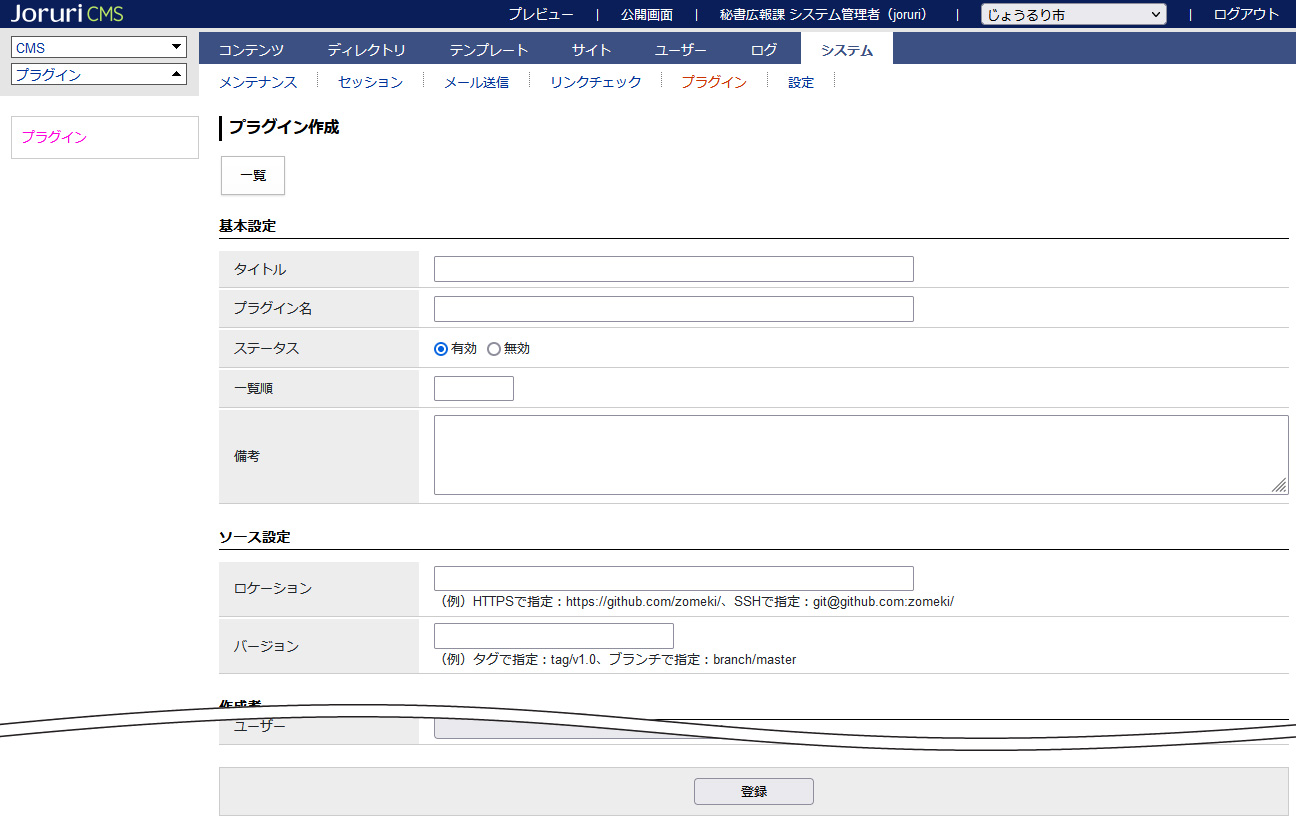 Joruri CMS
プレビュー | 公開画面 | 秘書広報課 システム管理者（joruri） | じょうるり市 | ログアウト
CMS
プラグイン
コンテンツ ディレクトリ テンプレート サイト ユーザー ログ システム
メンテナンス セッション メール送信 リンクチェック プラグイン 設定
プラグイン
プラグイン作成
一覧
基本設定
タイトル
プラグイン名
ステータス 有効 無効
一覧順
備考
ソース設定
ロケーション
（例）HTTPSで指定：https://github.com/zomeki/、SSHで指定：git@github.com:zomeki/
バージョン
（例）タグで指定：tag/v1.0、ブランチで指定：branch/master
作成者
ユーザー
登録